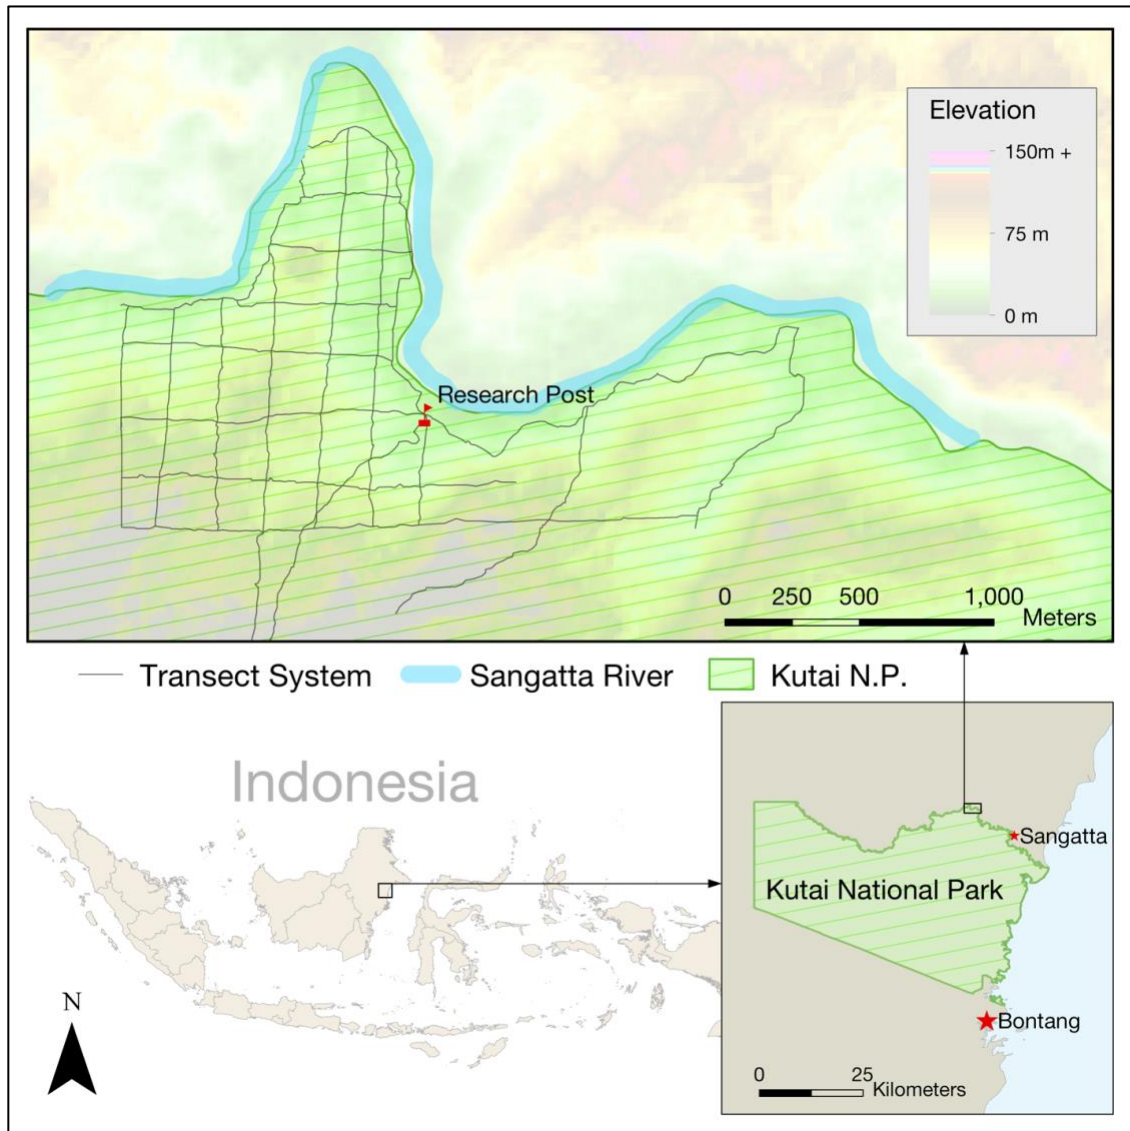 Elevation
150m +
75 m
0 m
Research Post
0 250 500 1,000
Meters
Transect System Sangatta River Kutai N.P.
Indonesia
Sangatta
Kutai National Park
Bontang
N
0 25
Kilometers